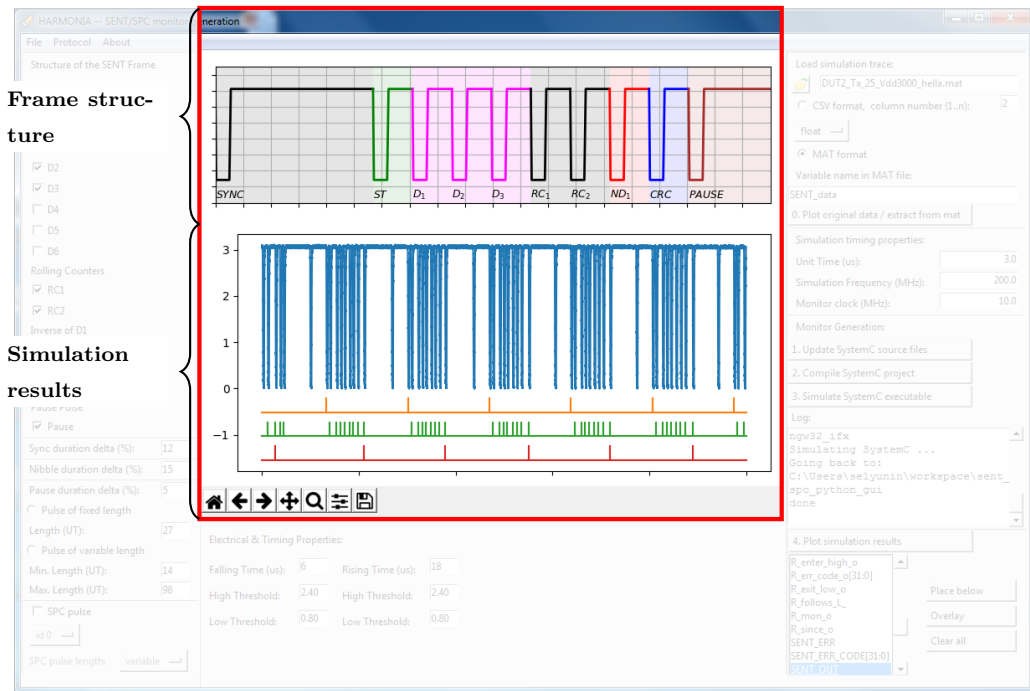 HARMONIA -- SENT/SPC monitor generation
File Protocol About
Structure of the SENT Frame
Frame struc-
ture
D2
D3
D4
D5
D6
Rolling Counters
RC1
RC2
Inverse of D1
Simulation
results
Pause Pulse
Pause
Sync duration delta (%): 12
Nibble duration delta (%): 15
Pause duration delta (%): 5
Pulse of fixed length
Length (UT): 27
Pulse of variable length
Min. Length (UT): 14
Max. Length (UT): 98
SPC pulse
id 0
SPC pulse length: variable
SYNC ST D1 D2 D3 RC1 RC2 ND1 CRC PAUSE
3
2
1
0
−1
Electrical & Timing Properties:
Falling Time (us): 6 Rising Time (us): 18
High Threshold: 2.40 High Threshold: 2.40
Low Threshold: 0.80 Low Threshold: 0.80
Load simulation trace:
DUT2_Ta_25_Vdd3000_hella.mat
CSV format, column number (1..n): 2
float
MAT format
Variable name in MAT file:
SENT_data
0. Plot original data / extract from mat
Simulation timing properties:
Unit Time (us): 3.0
Simulation Frequency (MHz): 200.0
Monitor clock (MHz): 10.0
Monitor Generation:
1. Update SystemC source files
2. Compile SystemC project
3. Simulate SystemC executable
Log:
ngw32_ifx
Simulating SystemC ...
Going back to:
C:\Users\selyunin\workspace\sent_
spc_python_gui
done
4. Plot simulation results
R_enter_high_o
R_err_code_o[31:0]
R_exit_low_o
R_follows_L_
R_mon_o
R_since_o
SENT_ERR
SENT_ERR_CODE[31:0]
SENT_OUT
Place below
Overlay
Clear all